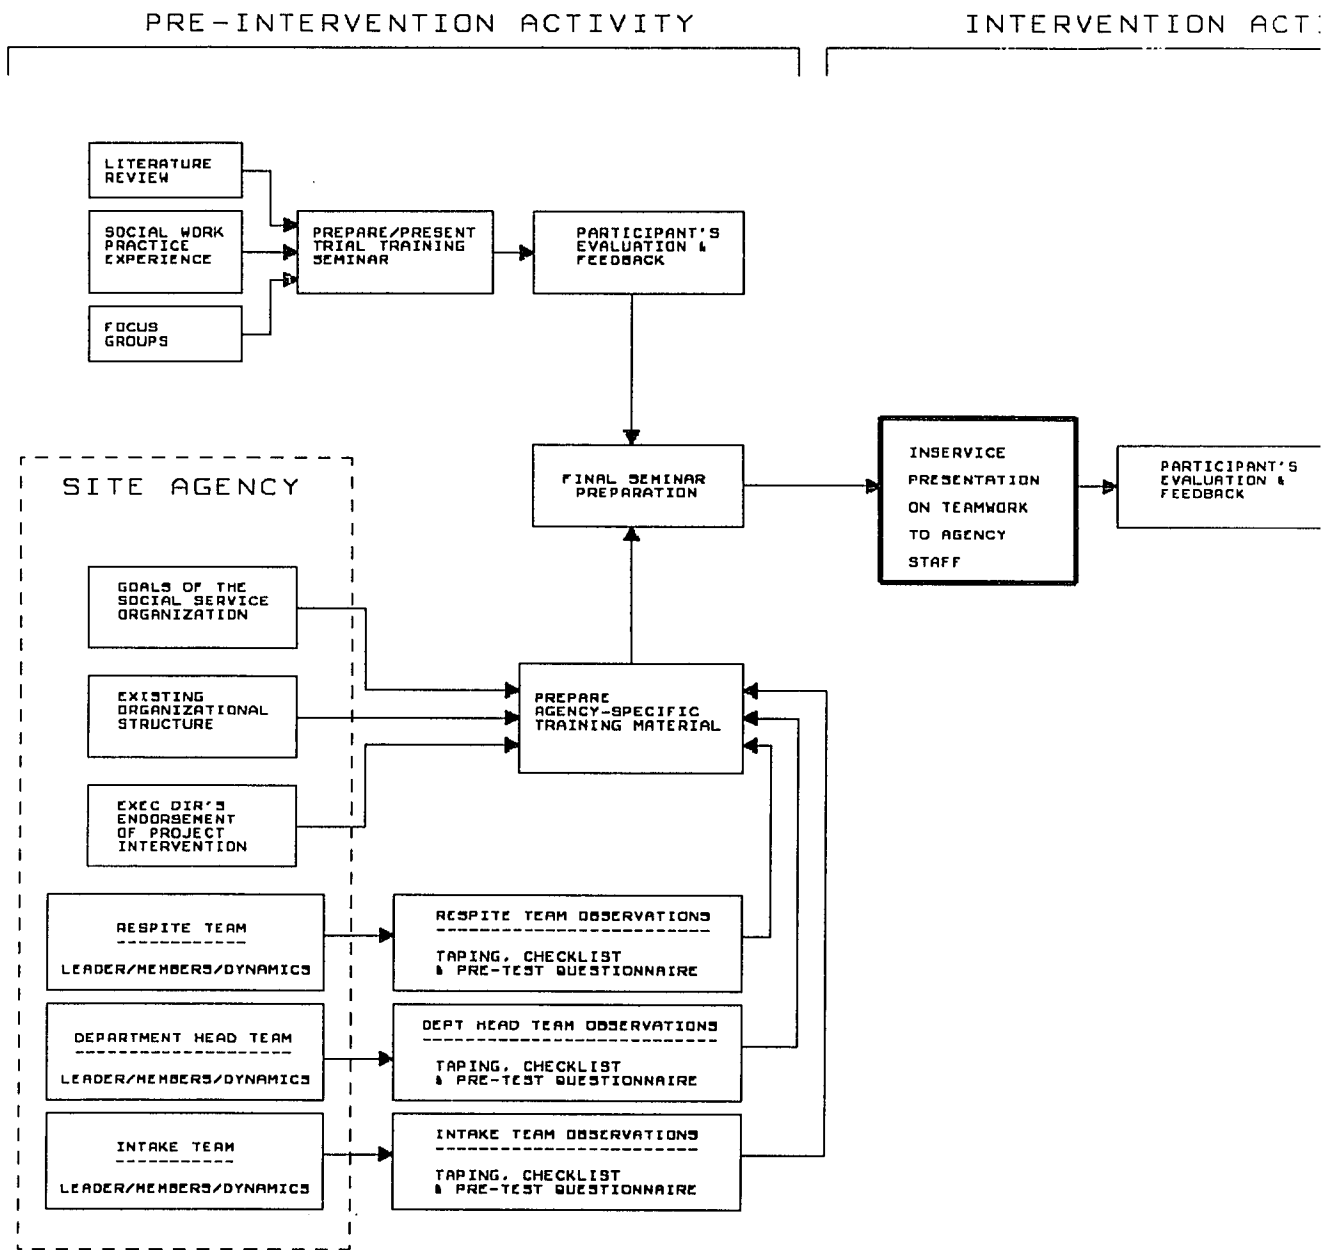 PRE-INTERVENTION ACTIVITY
INTERVENTION
LITERATURE
REVIEW
SOCIAL WORK
PRACTICE
EXPERIENCE
FOCUS
GROUPS
PREPARE/PRESENT
TRIAL TRAINING
SEMINAR
PARTICIPANT'S
EVALUATION &
FEEDBACK
FINAL SEMINAR
PREPARATION
INSERVICE
PRESENTATION
ON TEAMWORK
TO AGENCY
STAFF
PARTICIPANT'S
EVALUATION &
FEEDBACK
SITE AGENCY
GOALS OF THE
SOCIAL SERVICE
ORGANIZATION
EXISTING
ORGANIZATIONAL
STRUCTURE
EXEC DIR'S
ENDORSEMENT
OF PROJECT
INTERVENTION
PREPARE
AGENCY-SPECIFIC
TRAINING MATERIAL
RESPITE TEAM
LEADER/MEMBERS/DYNAMICS
RESPITE TEAM OBSERVATIONS
TAPING, CHECKLIST
& PRE-TEST QUESTIONNAIRE
DEPARTMENT HEAD TEAM
LEADER/MEMBERS/DYNAMICS
DEPT HEAD TEAM OBSERVATIONS
TAPING, CHECKLIST
& PRE-TEST QUESTIONNAIRE
INTAKE TEAM
LEADER/MEMBERS/DYNAMICS
INTAKE TEAM OBSERVATIONS
TAPING, CHECKLIST
& PRE-TEST QUESTIONNAIRE